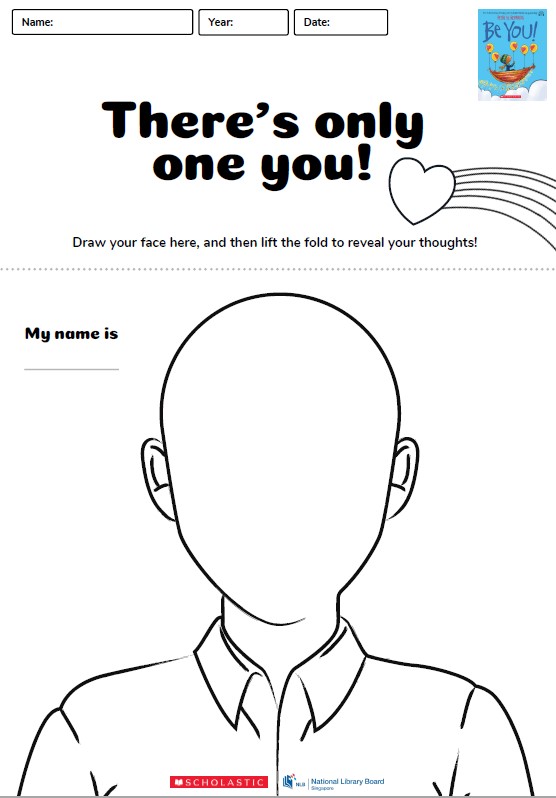 Name:
Year:
Date:
BE YOU!
There's only
one you!
Draw your face here, and then lift the fold to reveal your thoughts!
My name is
SCHOLASTIC
NLB
National Library Board
Singapore